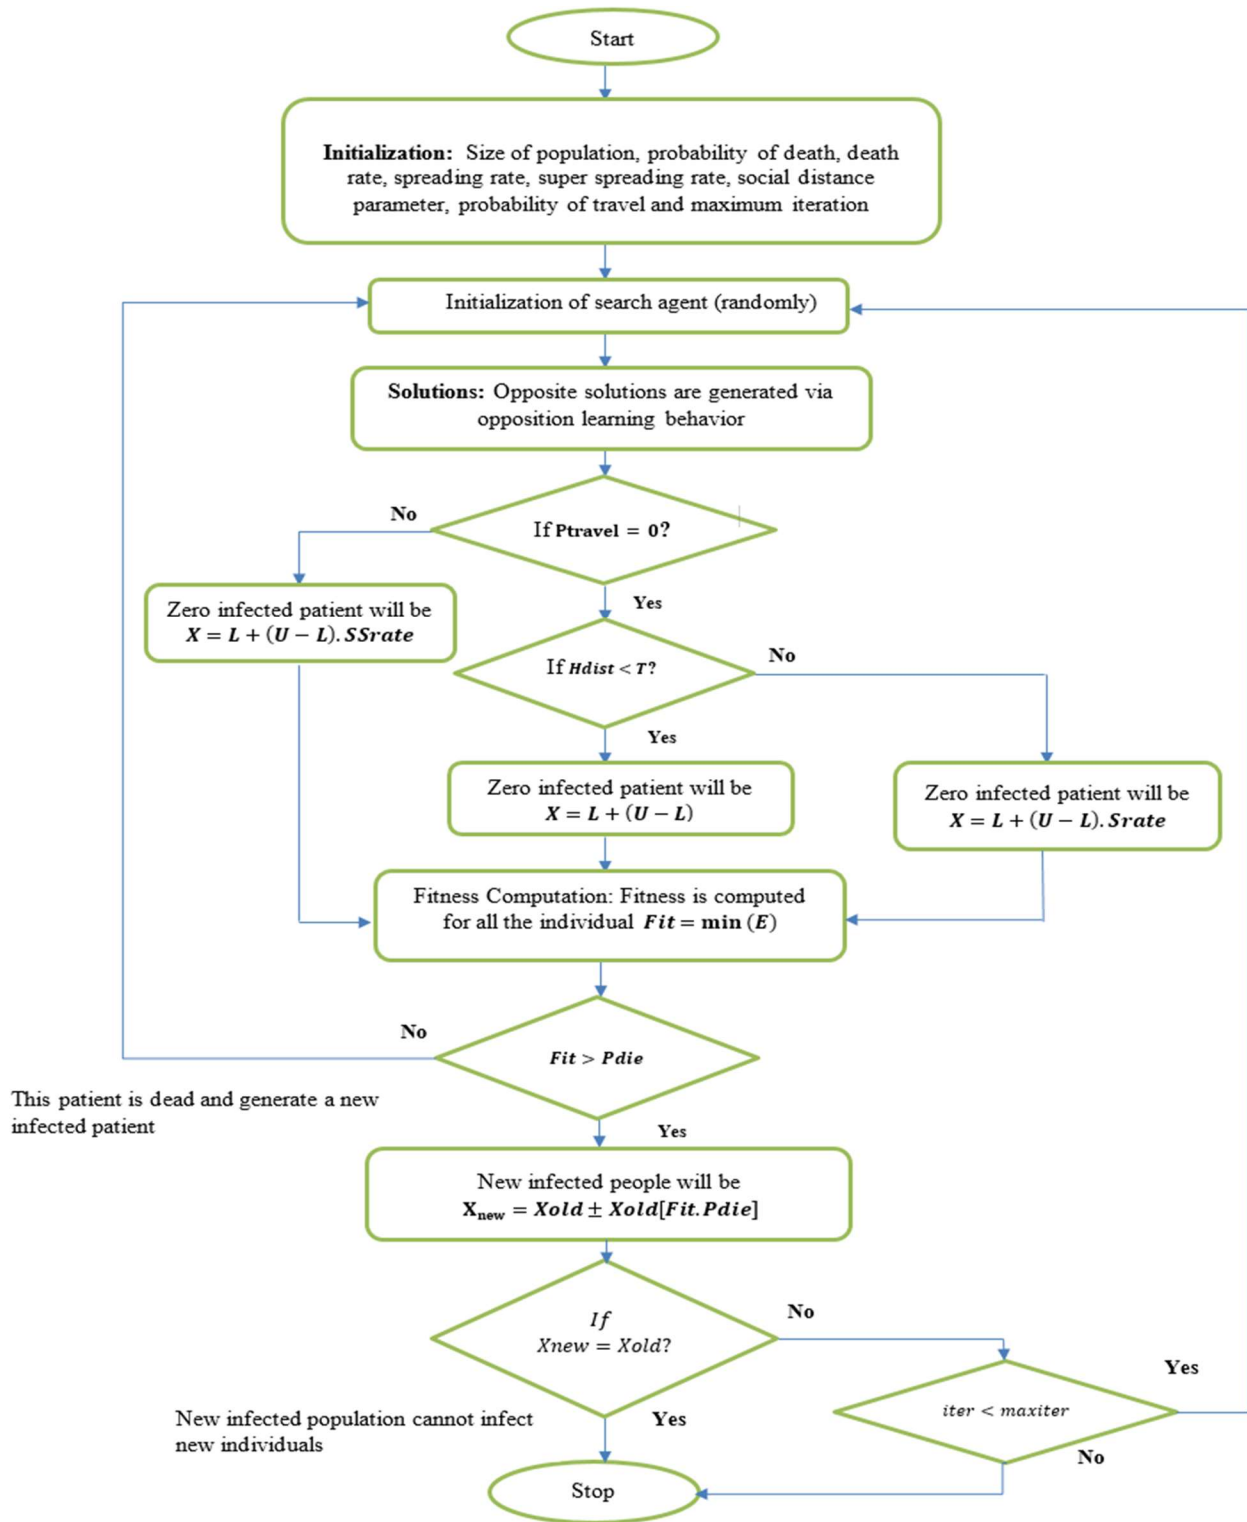 Start
Initialization: Size of population, probability of death, death
rate, spreading rate, super spreading rate, social distance
parameter, probability of travel and maximum iteration
Initialization of search agent (randomly)
Solutions: Opposite solutions are generated via
opposition learning behavior
No
If Ptravel = 0?
Zero infected patient will be
X = L + (U − L). SSrate
Yes
If Hdist < T?
No
Yes
Zero infected patient will be
X = L + (U − L)
Zero infected patient will be
X = L + (U − L). Srate
Fitness Computation: Fitness is computed
for all the individual Fit = min (E)
No
Fit > Pdie
This patient is dead and generate a new
infected patient
Yes
New infected people will be
Xnew = Xold ± Xold[Fit. Pdie]
If
Xnew = Xold?
No
Yes
iter < maxiter
New infected population cannot infect
new individuals
Yes
No
Stop